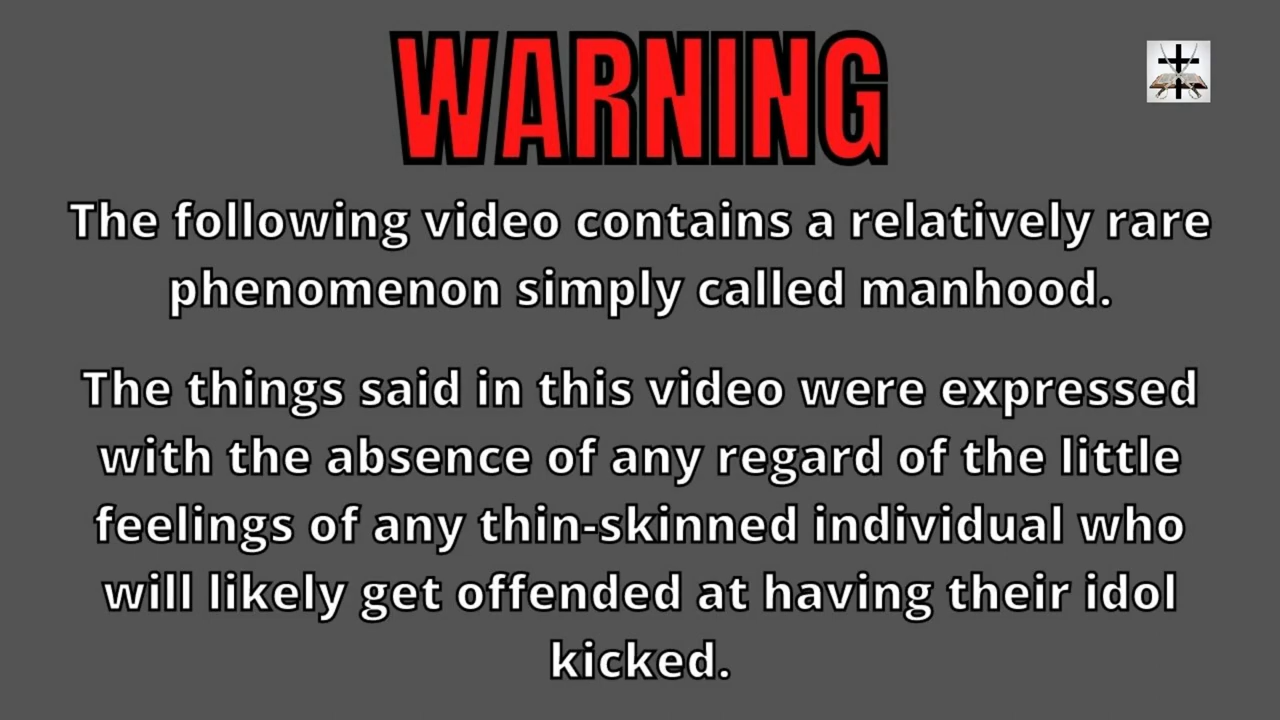 WARNING
The following video contains a relatively rare
phenomenon simply called manhood.
The things said in this video were expressed
with the absence of any regard of the little
feelings of any thin-skinned individual who
will likely get offended at having their idol
kicked.